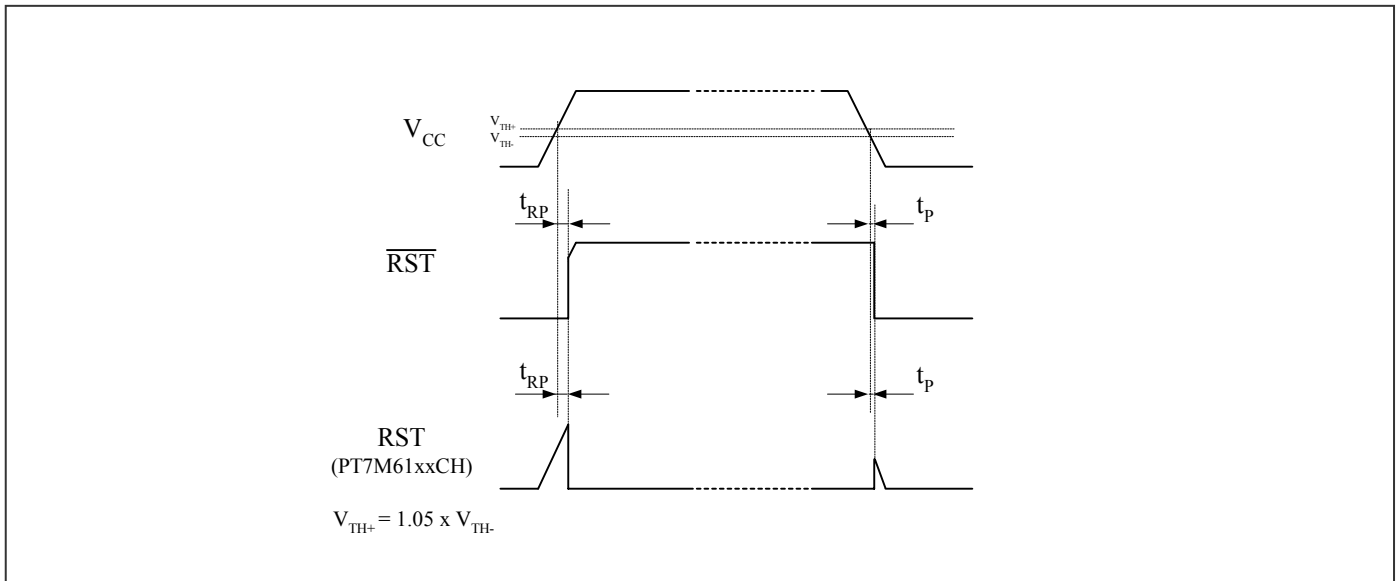 V_CC
V_TH+
V_TH-
t_RP
t_P
RST
t_RP
t_P
RST
(PT7M61xxCH)
V_TH+ = 1.05 x V_TH-